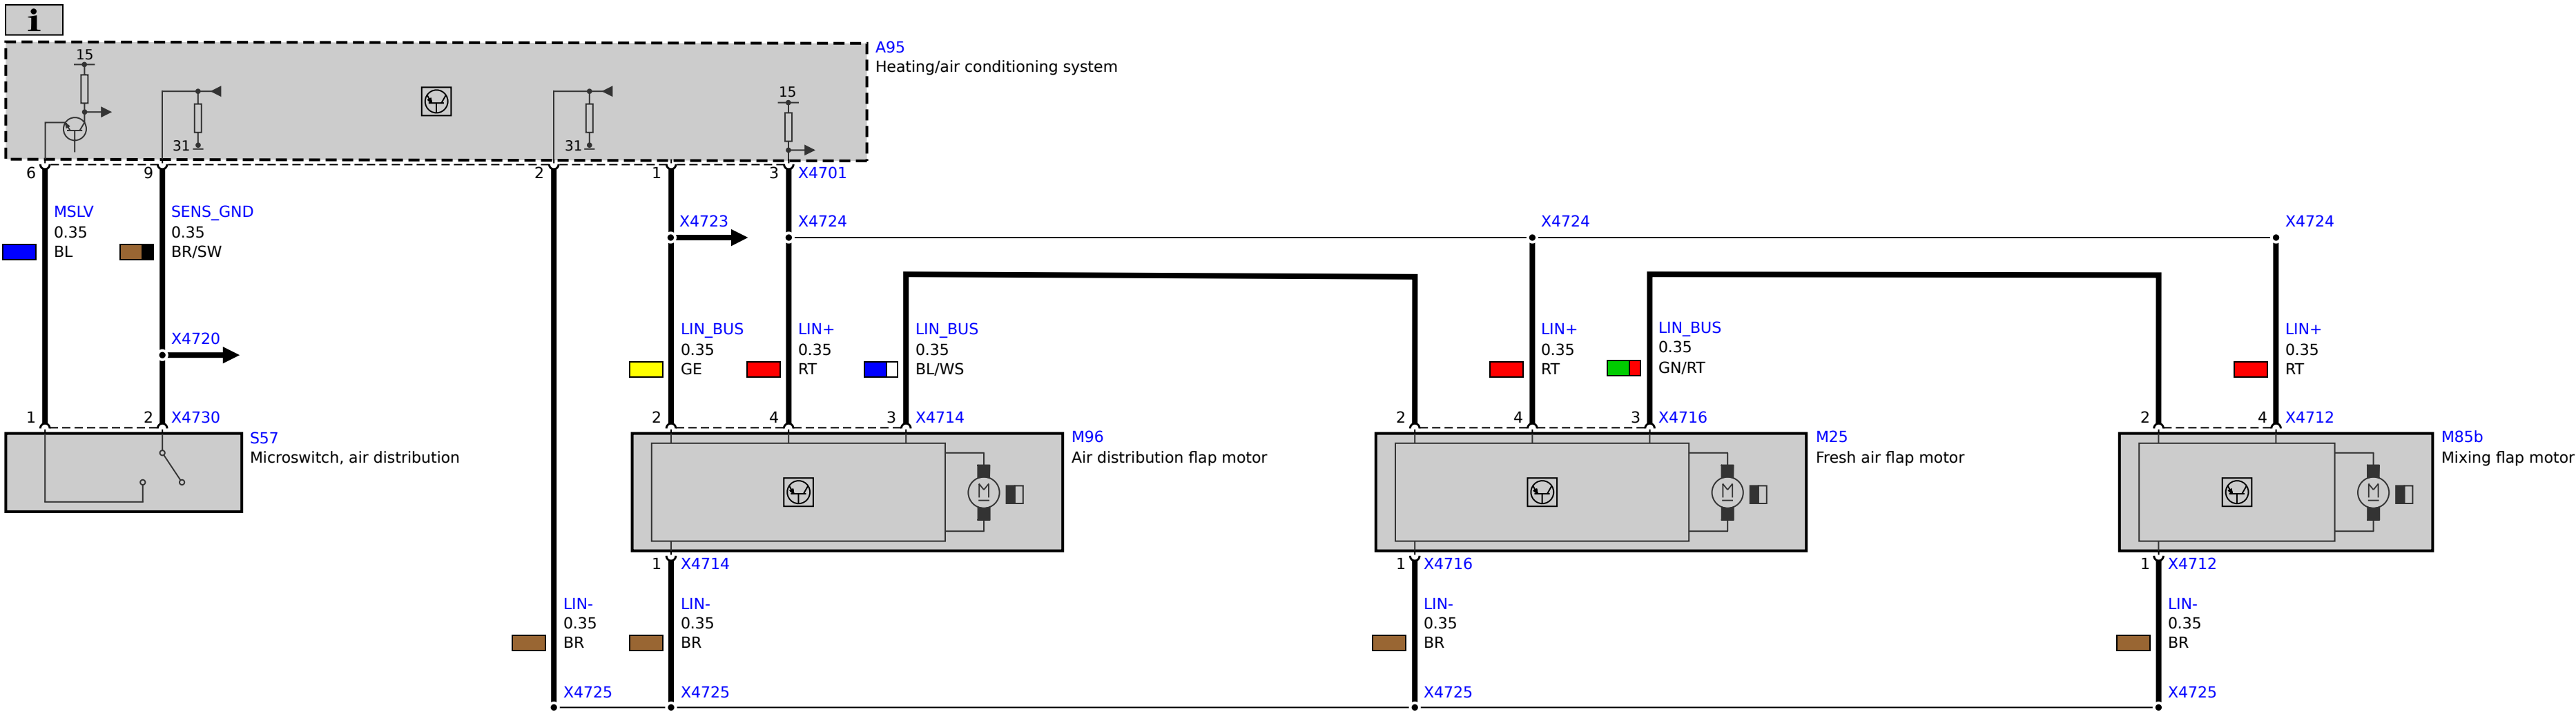 i
A95
Heating/air conditioning system
15
31
31
15
6
9
2
1
3
X4701
MSLV
0.35
BL
SENS_GND
0.35
BR/SW
X4723
X4724
X4724
X4724
X4720
LIN_BUS
0.35
GE
LIN+
0.35
RT
LIN_BUS
0.35
BL/WS
LIN+
0.35
RT
LIN_BUS
0.35
GN/RT
LIN+
0.35
RT
1
2
X4730
2
4
3
X4714
2
4
3
X4716
2
4
X4712
S57
Microswitch, air distribution
M96
Air distribution flap motor
M25
Fresh air flap motor
M85b
Mixing flap motor
M
M
M
1
X4714
1
X4716
1
X4712
LIN-
0.35
BR
LIN-
0.35
BR
LIN-
0.35
BR
LIN-
0.35
BR
X4725
X4725
X4725
X4725